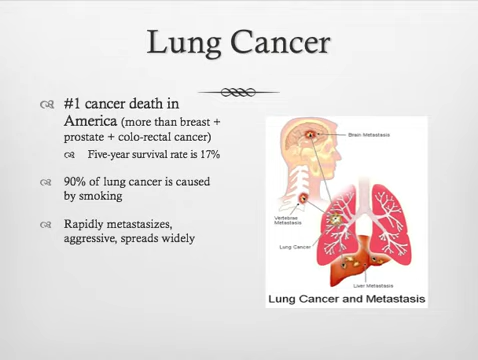 Lung Cancer
#1 cancer death in
America (more than breast +
prostate + colo-rectal cancer)
Five-year survival rate is 17%
90% of lung cancer is caused
by smoking
Rapidly metastasizes,
aggressive, spreads widely
Brain Metastasis
Vertebrae
Metastasis
Lung Cancer
Liver Metastasis
Lung Cancer and Metastasis